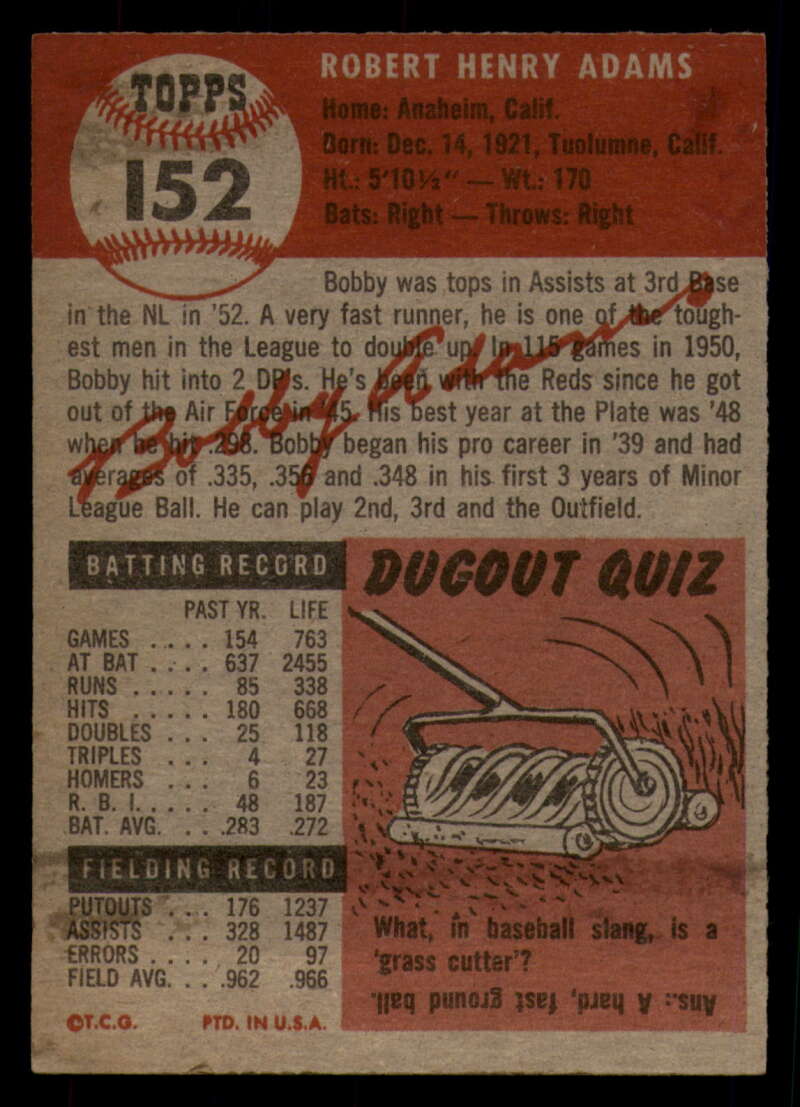 TOPPS
152
ROBERT HENRY ADAMS
Home: Anaheim, Calif.
Born: Dec. 14, 1921, Tuolumne, Calif.
Ht.: 5'10½" — Wt.: 170
Bats: Right — Throws: Right
Bobby was tops in Assists at 3rd Base
in the NL in '52. A very fast runner, he is one of the tough-
est men in the League to double up. In 115 games in 1950,
Bobby hit into 2 DPs. He's been with the Reds since he got
out of the Air Force in '45. His best year at the Plate was '48
when he hit .298. Bobby began his pro career in '39 and had
averages of .335, .356 and .348 in his first 3 years of Minor
League Ball. He can play 2nd, 3rd and the Outfield.
Bobby Adams
BATTING RECORD
PAST YR. LIFE
GAMES . . . . . 154 763
AT BAT . . . . 637 2455
RUNS . . . . . 85 338
HITS . . . . . 180 668
DOUBLES . . . 25 118
TRIPLES . . . 4 27
HOMERS . . . 6 23
R. B. I. . . . . 48 187
BAT. AVG. . . .283 .272
FIELDING RECORD
PUTOUTS . . . 176 1237
ASSISTS . . . 328 1487
ERRORS . . . . 20 97
FIELD AVG. . . .962 .966
©T.C.G. PTD. IN U.S.A.
DUGOUT QUIZ
What, in baseball slang, is a
'grass cutter'?
Ans.: A hard, fast ground ball.